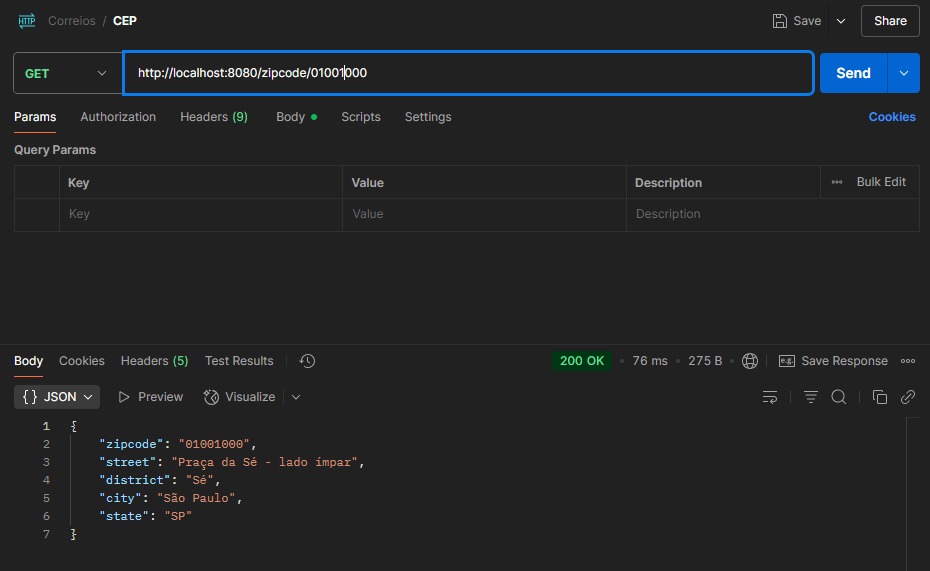 HTTP Correios / CEP Save Share
GET http://localhost:8080/zipcode/01001000 Send
Params Authorization Headers (9) Body Scripts Settings Cookies
Query Params
Key Value Description Bulk Edit
Key Value Description
Body Cookies Headers (5) Test Results 200 OK • 76 ms • 275 B • e.g. Save Response
{} JSON Preview Visualize
1 {
2 "zipcode": "01001000",
3 "street": "Praça da Sé - lado ímpar",
4 "district": "Sé",
5 "city": "São Paulo",
6 "state": "SP"
7 }